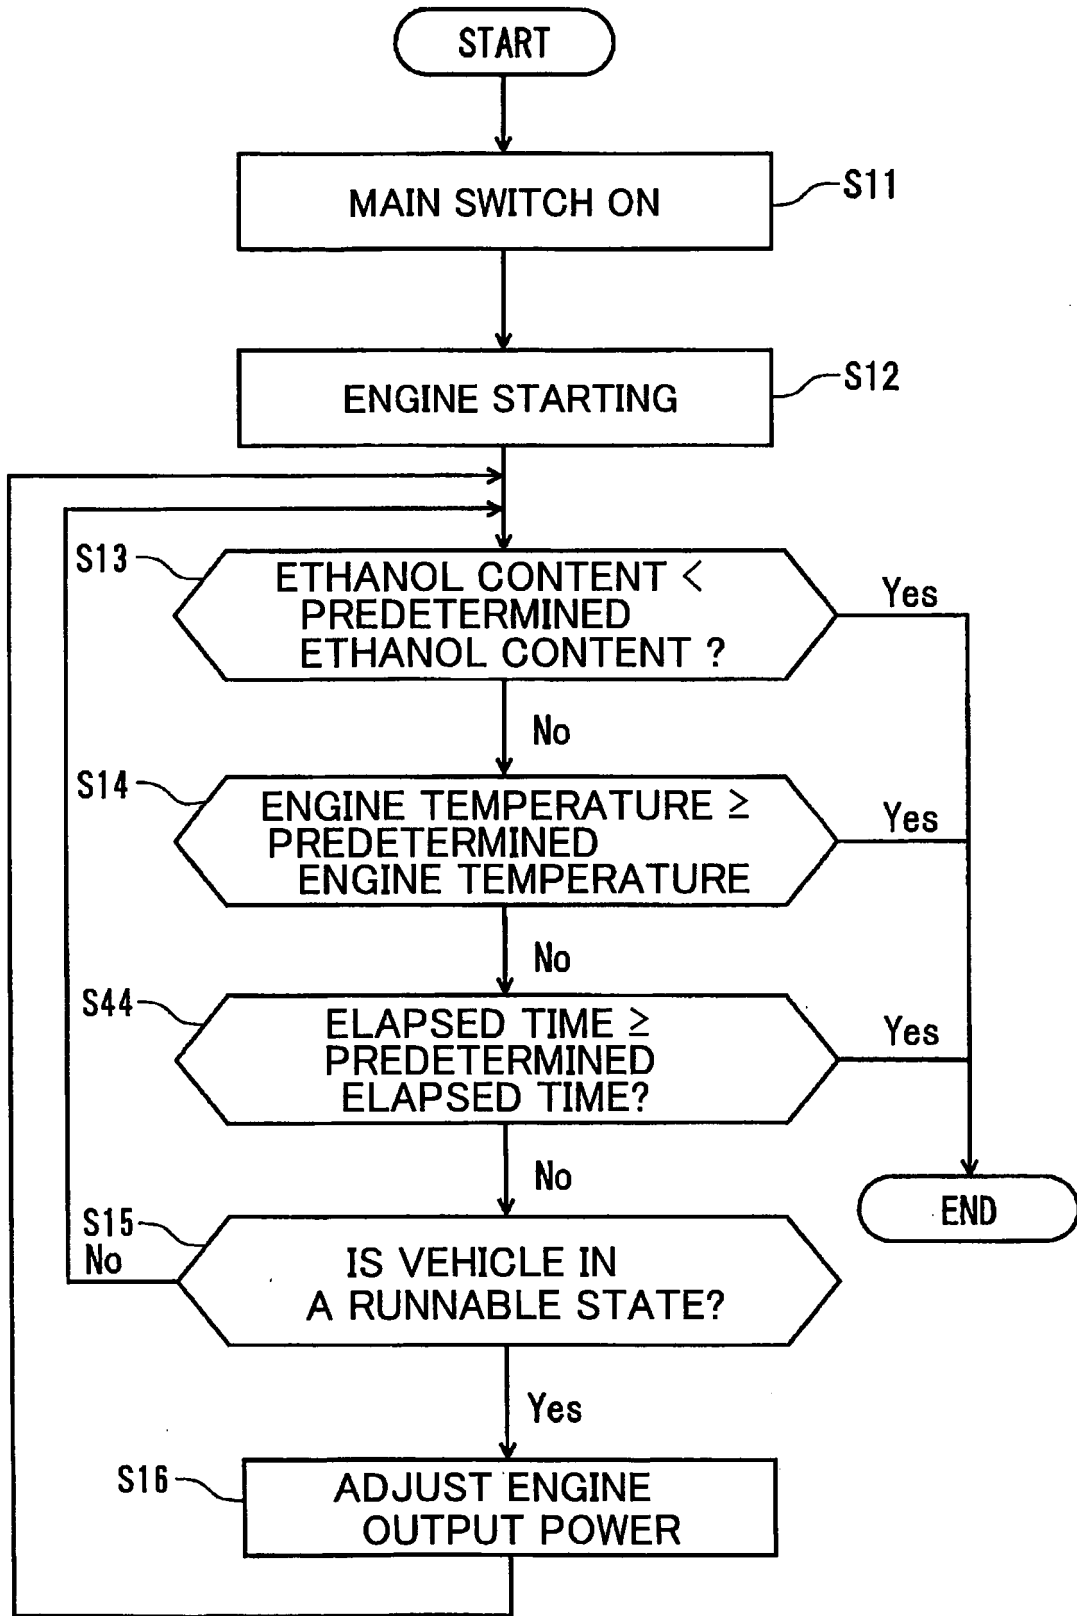 START
MAIN SWITCH ON
S11
ENGINE STARTING
S12
S13
ETHANOL CONTENT <
PREDETERMINED
ETHANOL CONTENT ?
Yes
No
S14
ENGINE TEMPERATURE ≥
PREDETERMINED
ENGINE TEMPERATURE
Yes
No
S44
ELAPSED TIME ≥
PREDETERMINED
ELAPSED TIME?
Yes
No
END
S15
No
IS VEHICLE IN
A RUNNABLE STATE?
Yes
S16
ADJUST ENGINE
OUTPUT POWER